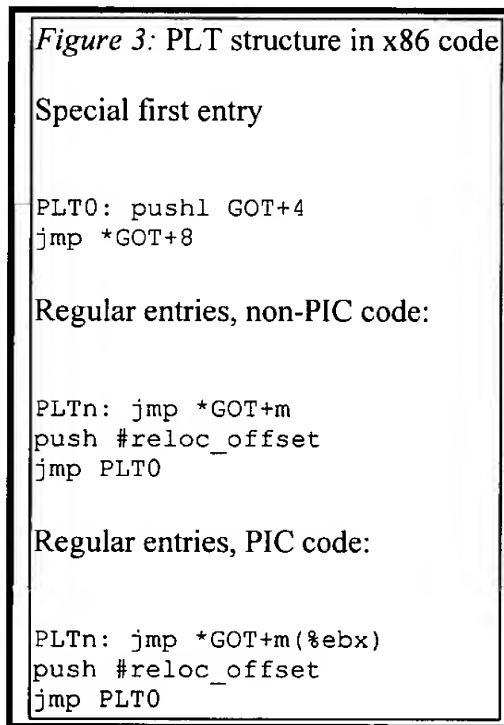 Figure 3: PLT structure in x86 code
Special first entry
PLT0: pushl GOT+4
jmp *GOT+8
Regular entries, non-PIC code:
PLTn: jmp *GOT+m
push #reloc_offset
jmp PLT0
Regular entries, PIC code:
PLTn: jmp *GOT+m(%ebx)
push #reloc_offset
jmp PLT0